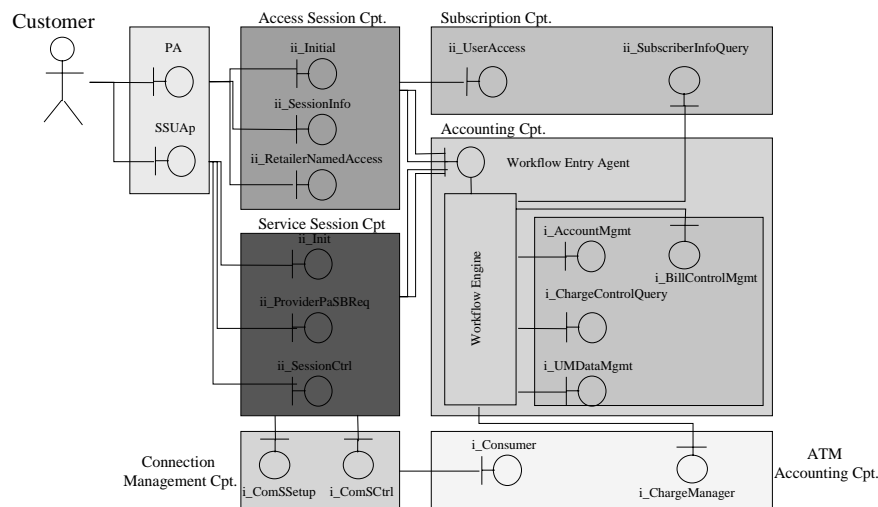 Customer
Access Session Cpt.
Subscription Cpt.
PA
ii_Initial
ii_UserAccess
ii_SubscriberInfoQuery
ii_SessionInfo
SSUAp
Accounting Cpt.
ii_RetailerNamedAccess
Workflow Entry Agent
Service Session Cpt
ii_Init
i_AccountMgmt
i_BillControlMgmt
Workflow Engine
ii_ProviderPaSBReq
i_ChargeControlQuery
ii_SessionCtrl
i_UMDataMgmt
Connection
Management Cpt.
i_ComSSetup
i_ComSCtrl
i_Consumer
i_ChargeManager
ATM
Accounting Cpt.